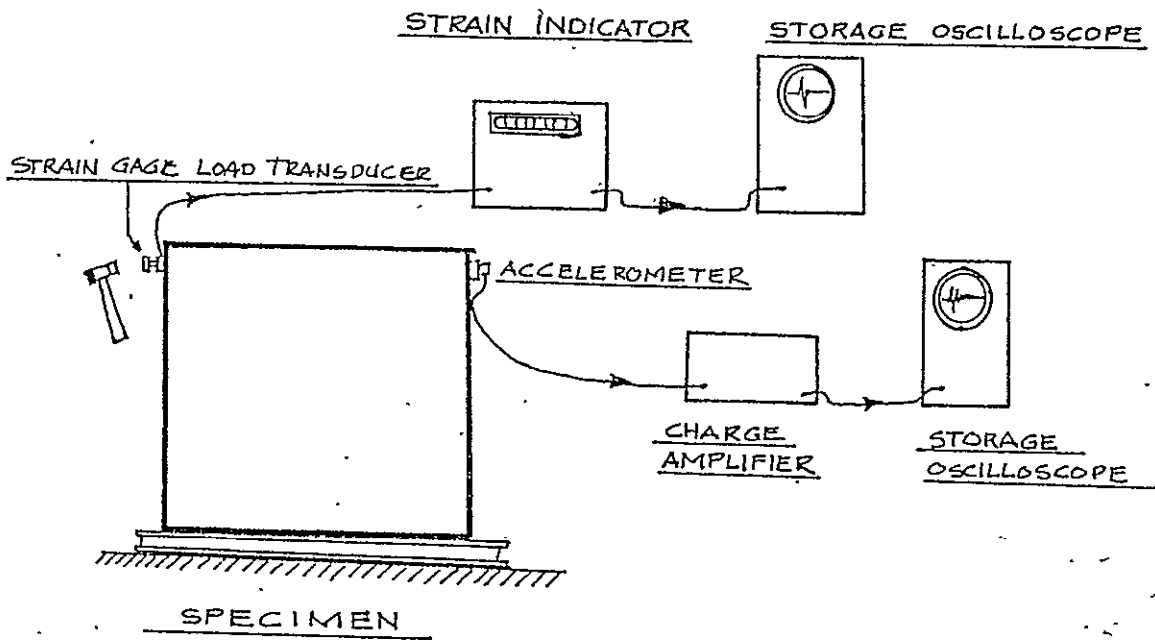 STRAIN INDICATOR
STORAGE OSCILLOSCOPE
STRAIN GAGE LOAD TRANSDUCER
ACCELEROMETER
CHARGE
AMPLIFIER
STORAGE
OSCILLOSCOPE
SPECIMEN